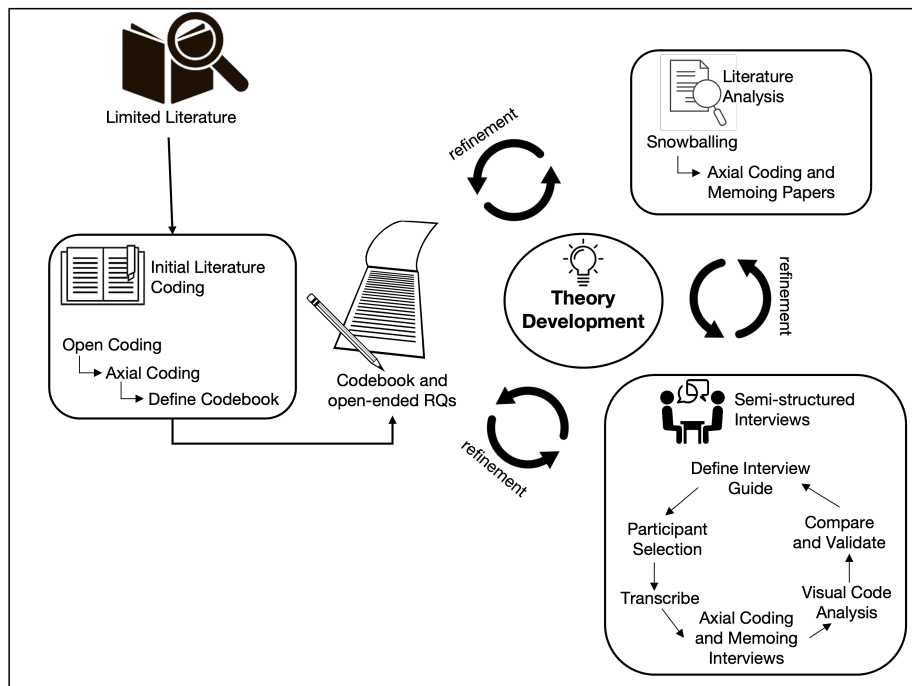 Limited Literature
Initial Literature
Coding
Open Coding
Axial Coding
Define Codebook
Codebook and
open-ended RQs
refinement
Theory
Development
refinement
refinement
Literature
Analysis
Snowballing
Axial Coding and
Memoing Papers
Semi-structured
Interviews
Define Interview
Guide
Participant
Selection
Transcribe
Axial Coding
and Memoing
Interviews
Visual Code
Analysis
Compare
and Validate